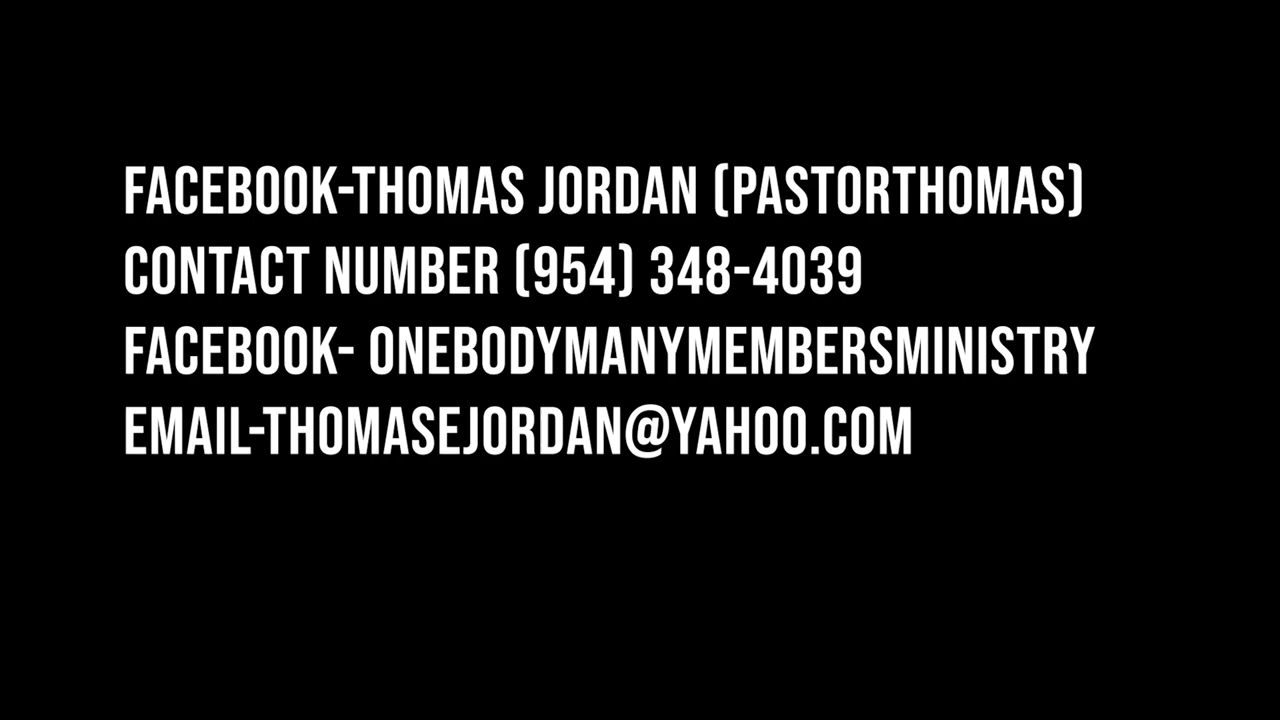 FACEBOOK-THOMAS JORDAN (PASTORTHOMAS)
CONTACT NUMBER (954) 348-4039
FACEBOOK- ONEBODYMANYMEMBERSMINISTRY
EMAIL-THOMASEJORDAN@YAHOO.COM